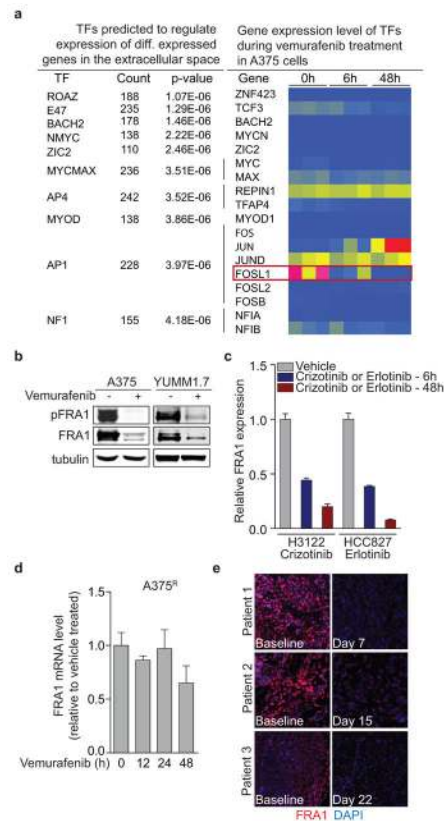 a
TFs predicted to regulate
expression of diff. expressed
genes in the extracellular space
TF Count p-value
ROAZ 188 1.07E-06
E47 235 1.29E-06
BACH2 178 1.46E-06
NMYC 138 2.22E-06
ZIC2 110 2.46E-06
MYCMAX 236 3.51E-06
AP4 242 3.52E-06
MYOD 138 3.86E-06
AP1 228 3.97E-06
NF1 155 4.18E-06
Gene expression level of TFs
during vemurafenib treatment
in A375 cells
Gene 0h 6h 48h
ZNF423
TCF3
BACH2
MYCN
ZIC2
MYC
MAX
REPIN1
TFAP4
MYOD1
FOS
JUN
JUND
FOSL1
FOSL2
FOSB
NFIA
NFIB
b
A375 YUMM1.7
Vemurafenib - + - +
pFRA1
FRA1
tubulin
c
Vehicle
Crizotinib or Erlotinib - 6h
Crizotinib or Erlotinib - 48h
Relative FRA1 expression
1.5
1.0
0.5
0.0
H3122 HCC827
Crizotinib Erlotinib
d
A375R
FRA1 mRNA level
(relative to vehicle treated)
1.5
1.0
0.5
0.0
Vemurafenib (h) 0 12 24 48
e
Patient 1
Baseline Day 7
Patient 2
Baseline Day 15
Patient 3
Baseline Day 22
FRA1 DAPI